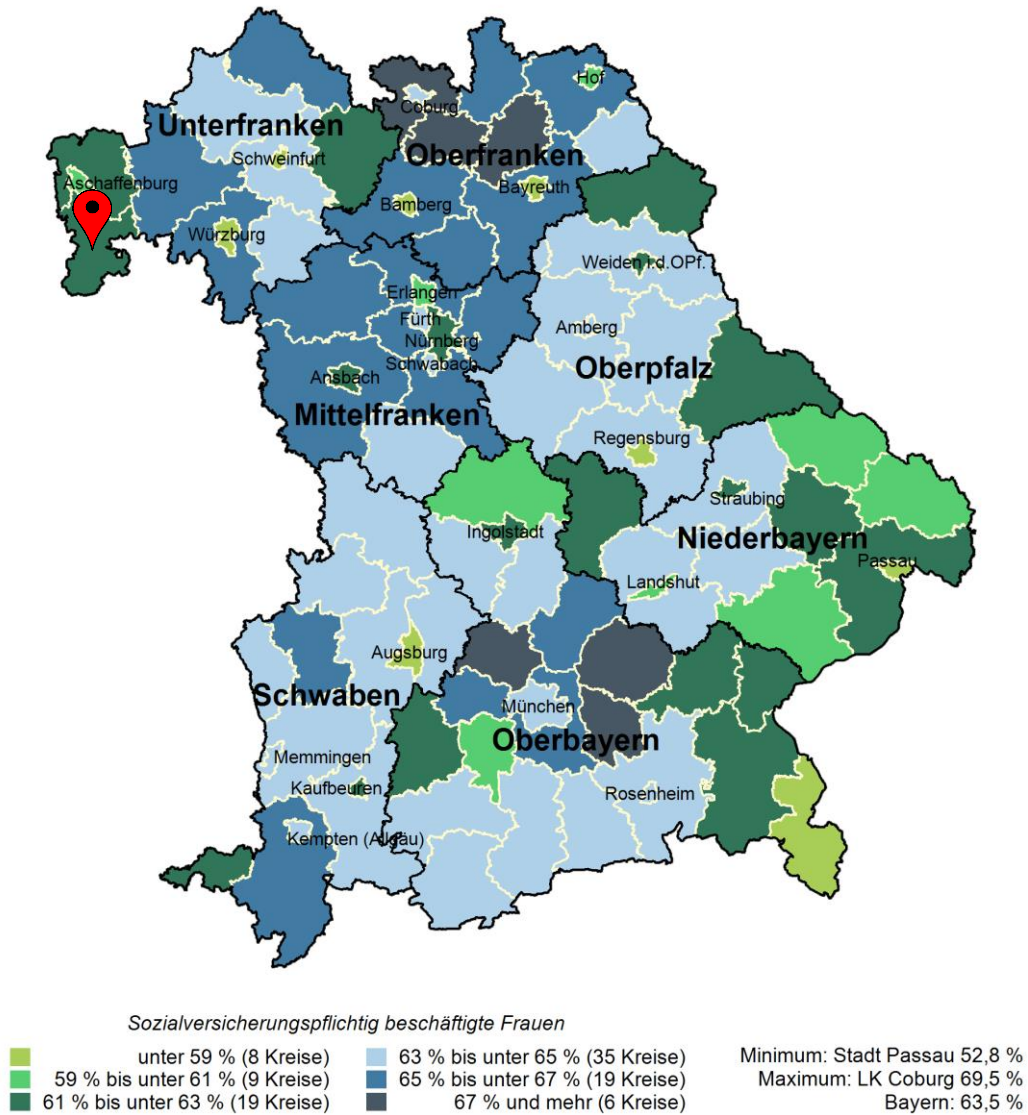 Hof
Coburg
Unterfranken
Oberfranken
Schweinfurt
Aschaffenburg
Bayreuth
Bamberg
Würzburg
Weiden i.d.OPf.
Erlangen
Fürth
Amberg
Nürnberg
Schwabach
Oberpfalz
Ansbach
Mittelfranken
Regensburg
Straubing
Ingolstadt
Niederbayern
Passau
Landshut
Augsburg
Schwaben
München
Oberbayern
Memmingen
Kaufbeuren
Rosenheim
Kempten (Allgäu)
Sozialversicherungspflichtig beschäftigte Frauen
unter 59 % (8 Kreise) 63 % bis unter 65 % (35 Kreise) Minimum: Stadt Passau 52,8 %
59 % bis unter 61 % (9 Kreise) 65 % bis unter 67 % (19 Kreise) Maximum: LK Coburg 69,5 %
61 % bis unter 63 % (19 Kreise) 67 % und mehr (6 Kreise) Bayern: 63,5 %